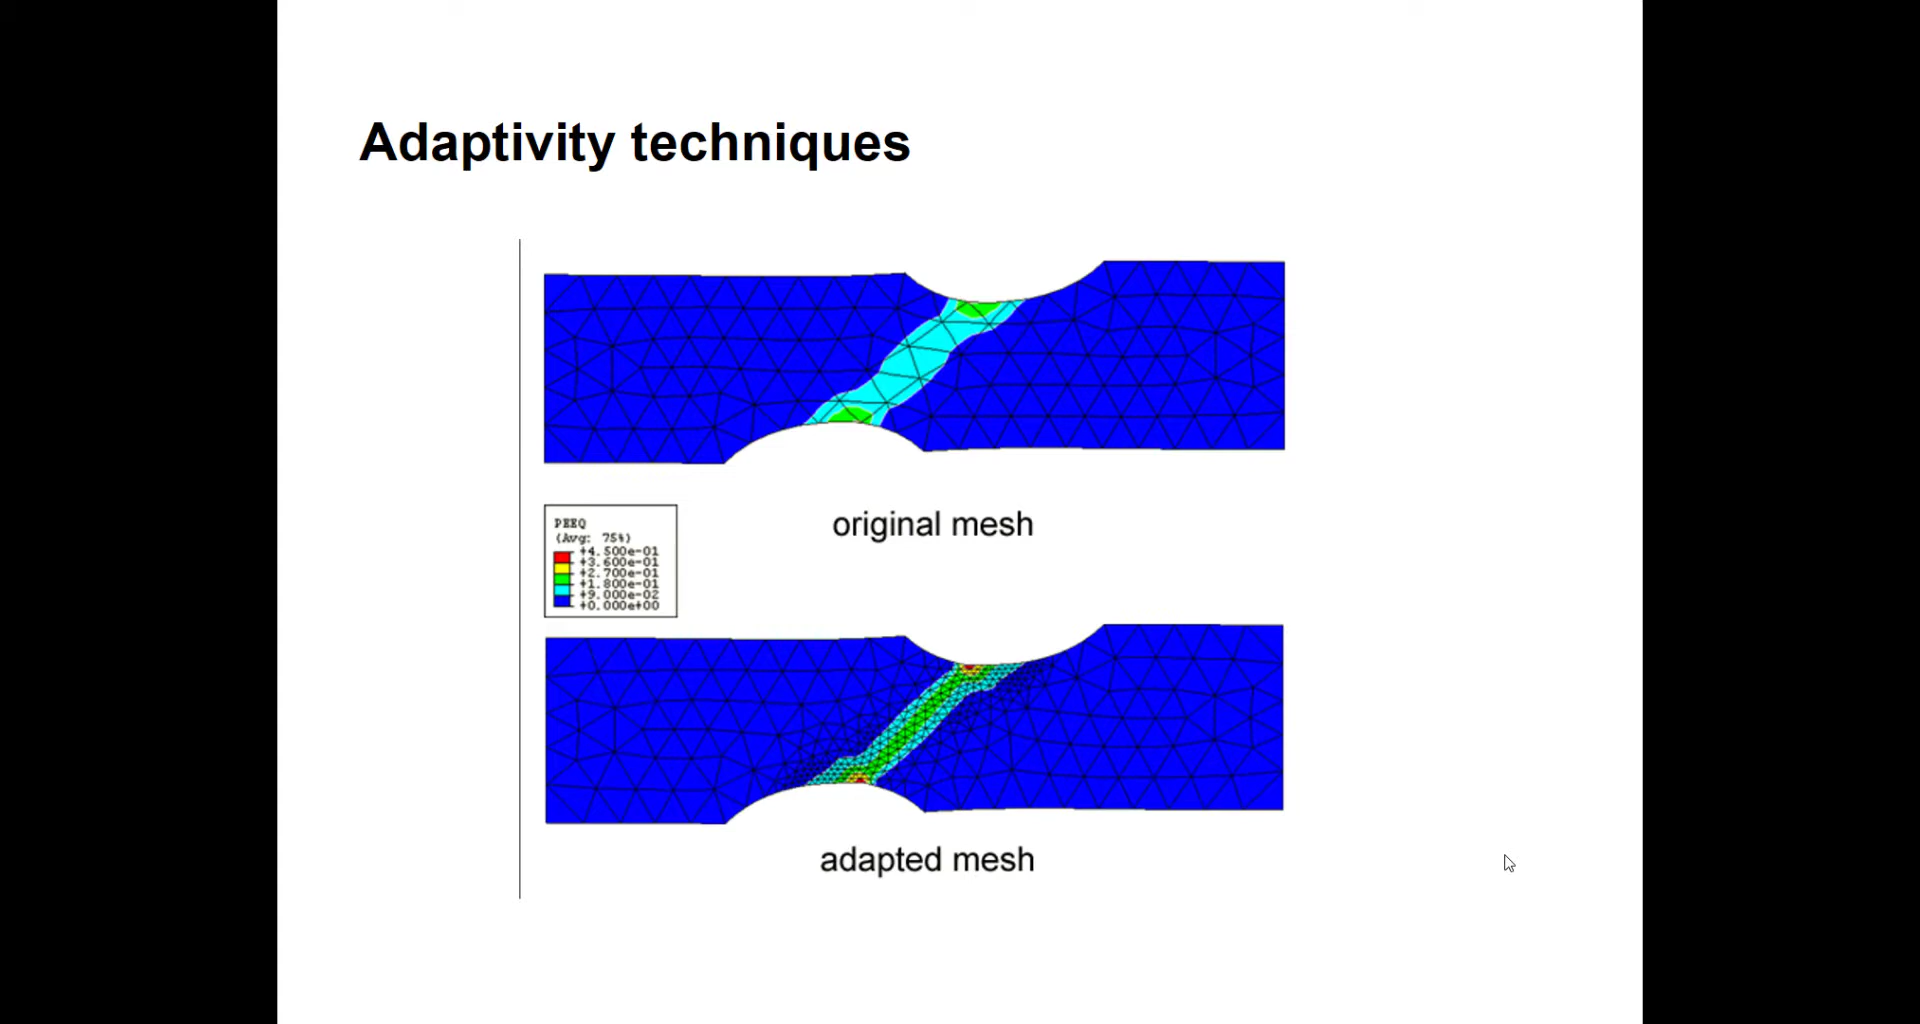 Adaptivity techniques
original mesh
PEEQ
(Avg: 75%)
+4.500e-01
+3.600e-01
+2.700e-01
+1.800e-01
+9.000e-02
+0.000e+00
adapted mesh